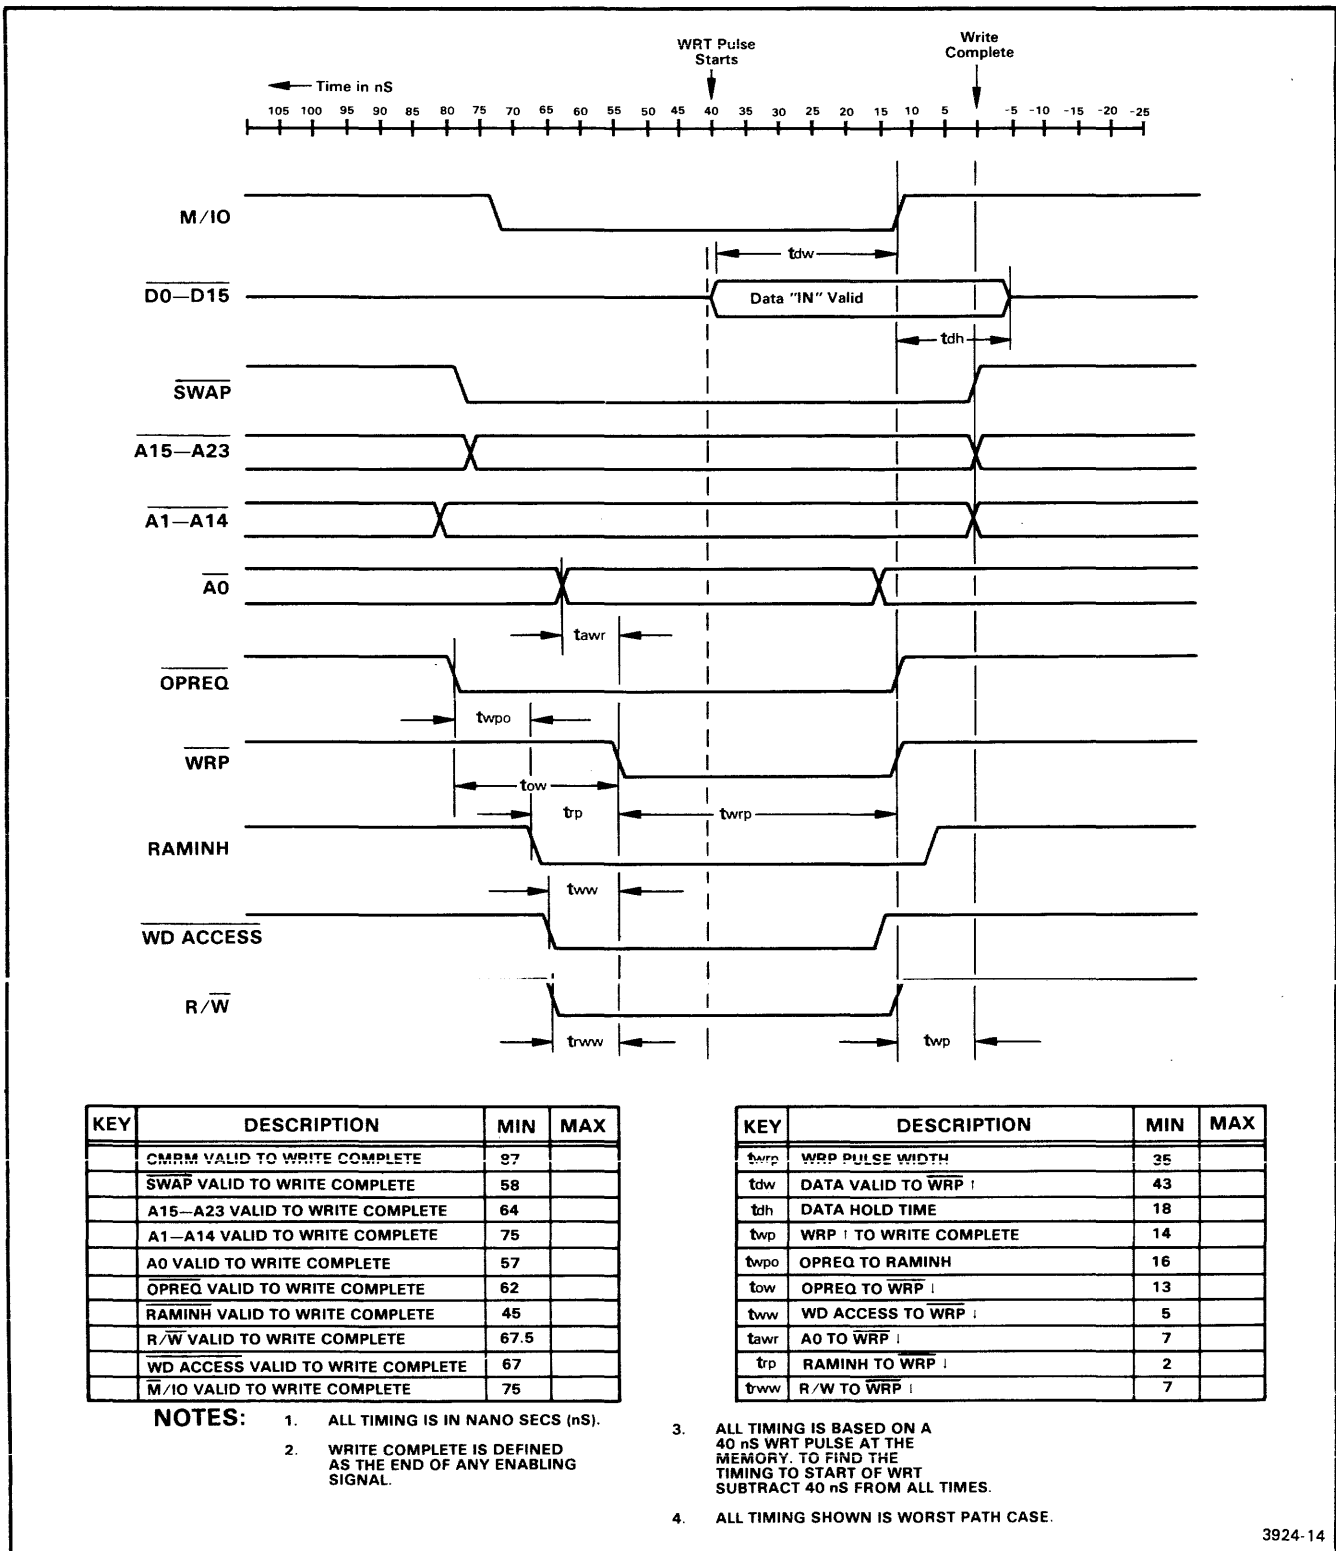 WRT Pulse
Starts
Write
Complete
Time in nS
105 100 95 90 85 80 75 70 65 60 55 50 45 40 35 30 25 20 15 10 5 -5 -10 -15 -20 -25
M/IO
tdw
D0—D15
Data "IN" Valid
tdh
SWAP
A15—A23
A1—A14
A0
tawr
OPREQ
twpo
WRP
tow
trp
twrp
RAMINH
tww
WD ACCESS
R/W
trww
twp
KEY DESCRIPTION MIN MAX
CMRM VALID TO WRITE COMPLETE 87
SWAP VALID TO WRITE COMPLETE 58
A15—A23 VALID TO WRITE COMPLETE 64
A1—A14 VALID TO WRITE COMPLETE 75
A0 VALID TO WRITE COMPLETE 57
OPREQ VALID TO WRITE COMPLETE 62
RAMINH VALID TO WRITE COMPLETE 45
R/W VALID TO WRITE COMPLETE 67.5
WD ACCESS VALID TO WRITE COMPLETE 67
M/IO VALID TO WRITE COMPLETE 75
KEY DESCRIPTION MIN MAX
twrp WRP PULSE WIDTH 35
tdw DATA VALID TO WRP ↑ 43
tdh DATA HOLD TIME 18
twp WRP ↑ TO WRITE COMPLETE 14
twpo OPREQ TO RAMINH 16
tow OPREQ TO WRP ↓ 13
tww WD ACCESS TO WRP ↓ 5
tawr A0 TO WRP ↓ 7
trp RAMINH TO WRP ↓ 2
trww R/W TO WRP ↓ 7
NOTES:
1. ALL TIMING IS IN NANO SECS (nS).
2. WRITE COMPLETE IS DEFINED
AS THE END OF ANY ENABLING
SIGNAL.
3. ALL TIMING IS BASED ON A
40 nS WRT PULSE AT THE
MEMORY. TO FIND THE
TIMING TO START OF WRT
SUBTRACT 40 nS FROM ALL TIMES.
4. ALL TIMING SHOWN IS WORST PATH CASE.
3924-14